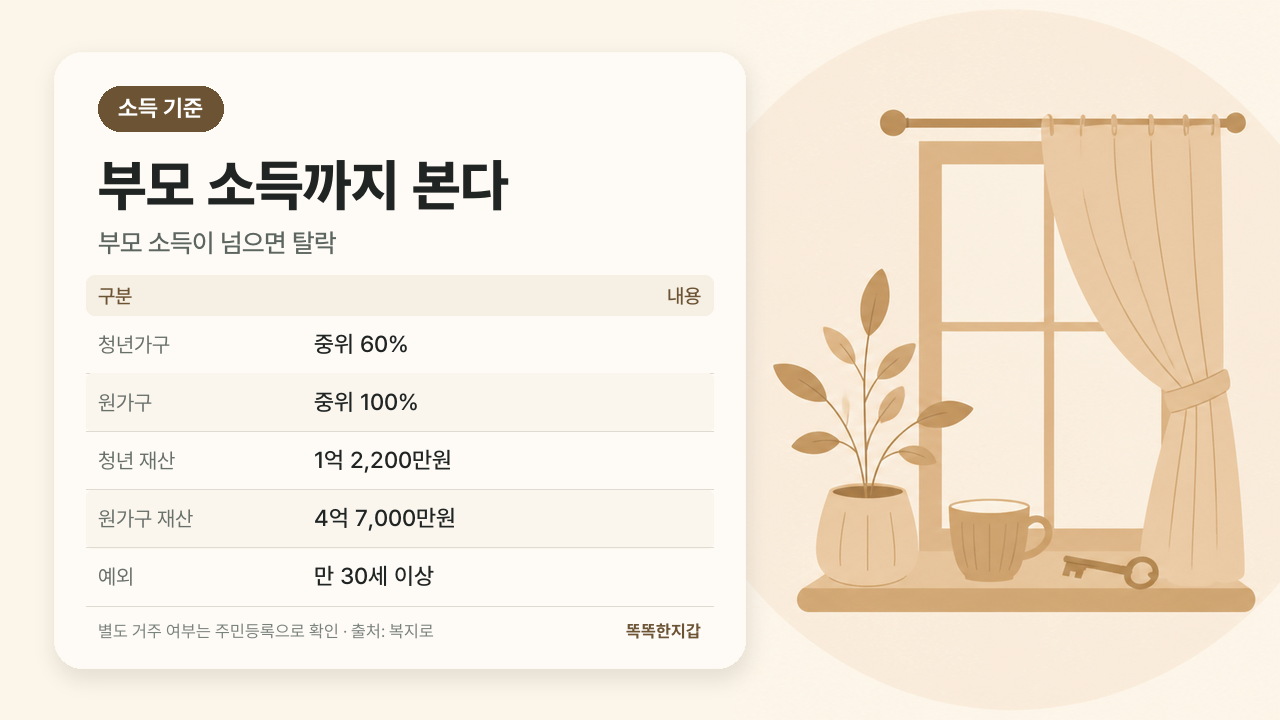 소득 기준
부모 소득까지 본다
부모 소득이 넘으면 탈락
구분 내용
청년가구 중위 60%
원가구 중위 100%
청년 재산 1억 2,200만원
원가구 재산 4억 7,000만원
예외 만 30세 이상
별도 거주 여부는 주민등록으로 확인 · 출처: 복지로 똑똑한지갑